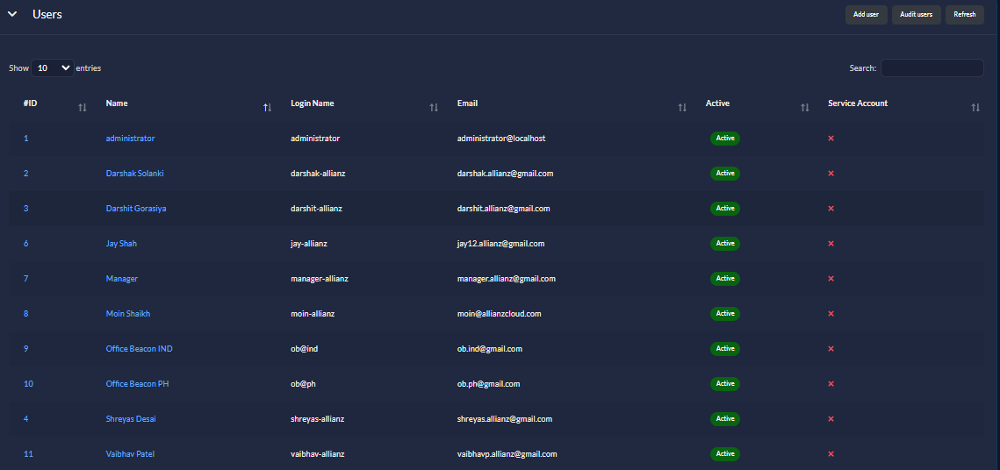 Users Add user Audit users Refresh
Show 10 entries Search:
#ID Name Login Name Email Active Service Account
1 administrator administrator administrator@localhost Active
2 Darshak Solanki darshak-allianz darshak.allianz@gmail.com Active
3 Darshit Gorasiya darshit-allianz darshit.allianz@gmail.com Active
6 Jay Shah jay-allianz jay12.allianz@gmail.com Active
7 Manager manager-allianz manager.allianz@gmail.com Active
8 Moin Shaikh moin-allianz moin@allianzcloud.com Active
9 Office Beacon IND ob@ind ob.ind@gmail.com Active
10 Office Beacon PH ob@ph ob.ph@gmail.com Active
4 Shreyas Desai shreyas-allianz shreyas.allianz@gmail.com Active
11 Vaibhav Patel vaibhav-allianz vaibhavp.allianz@gmail.com Active